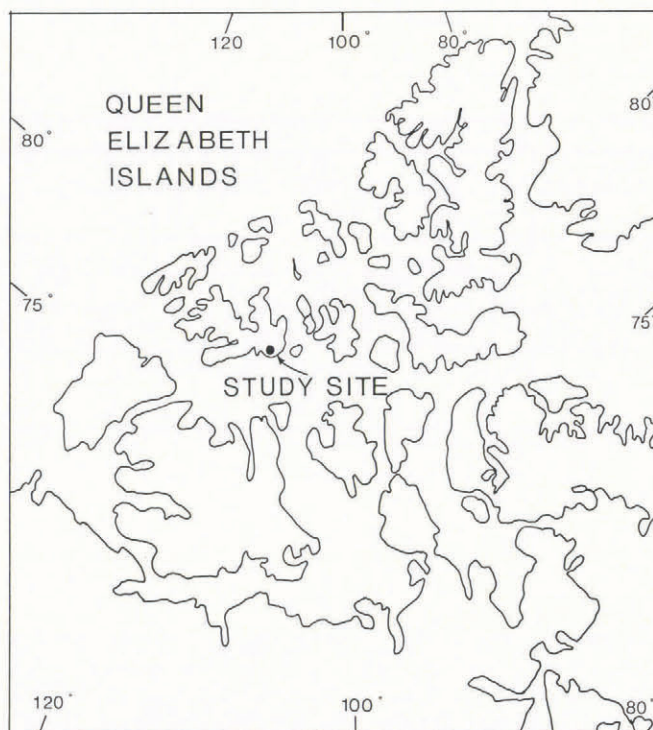 120 100° 80°
QUEEN
ELIZABETH
ISLANDS
80° 80°
75° 75°
STUDY SITE
120° 100° 80°